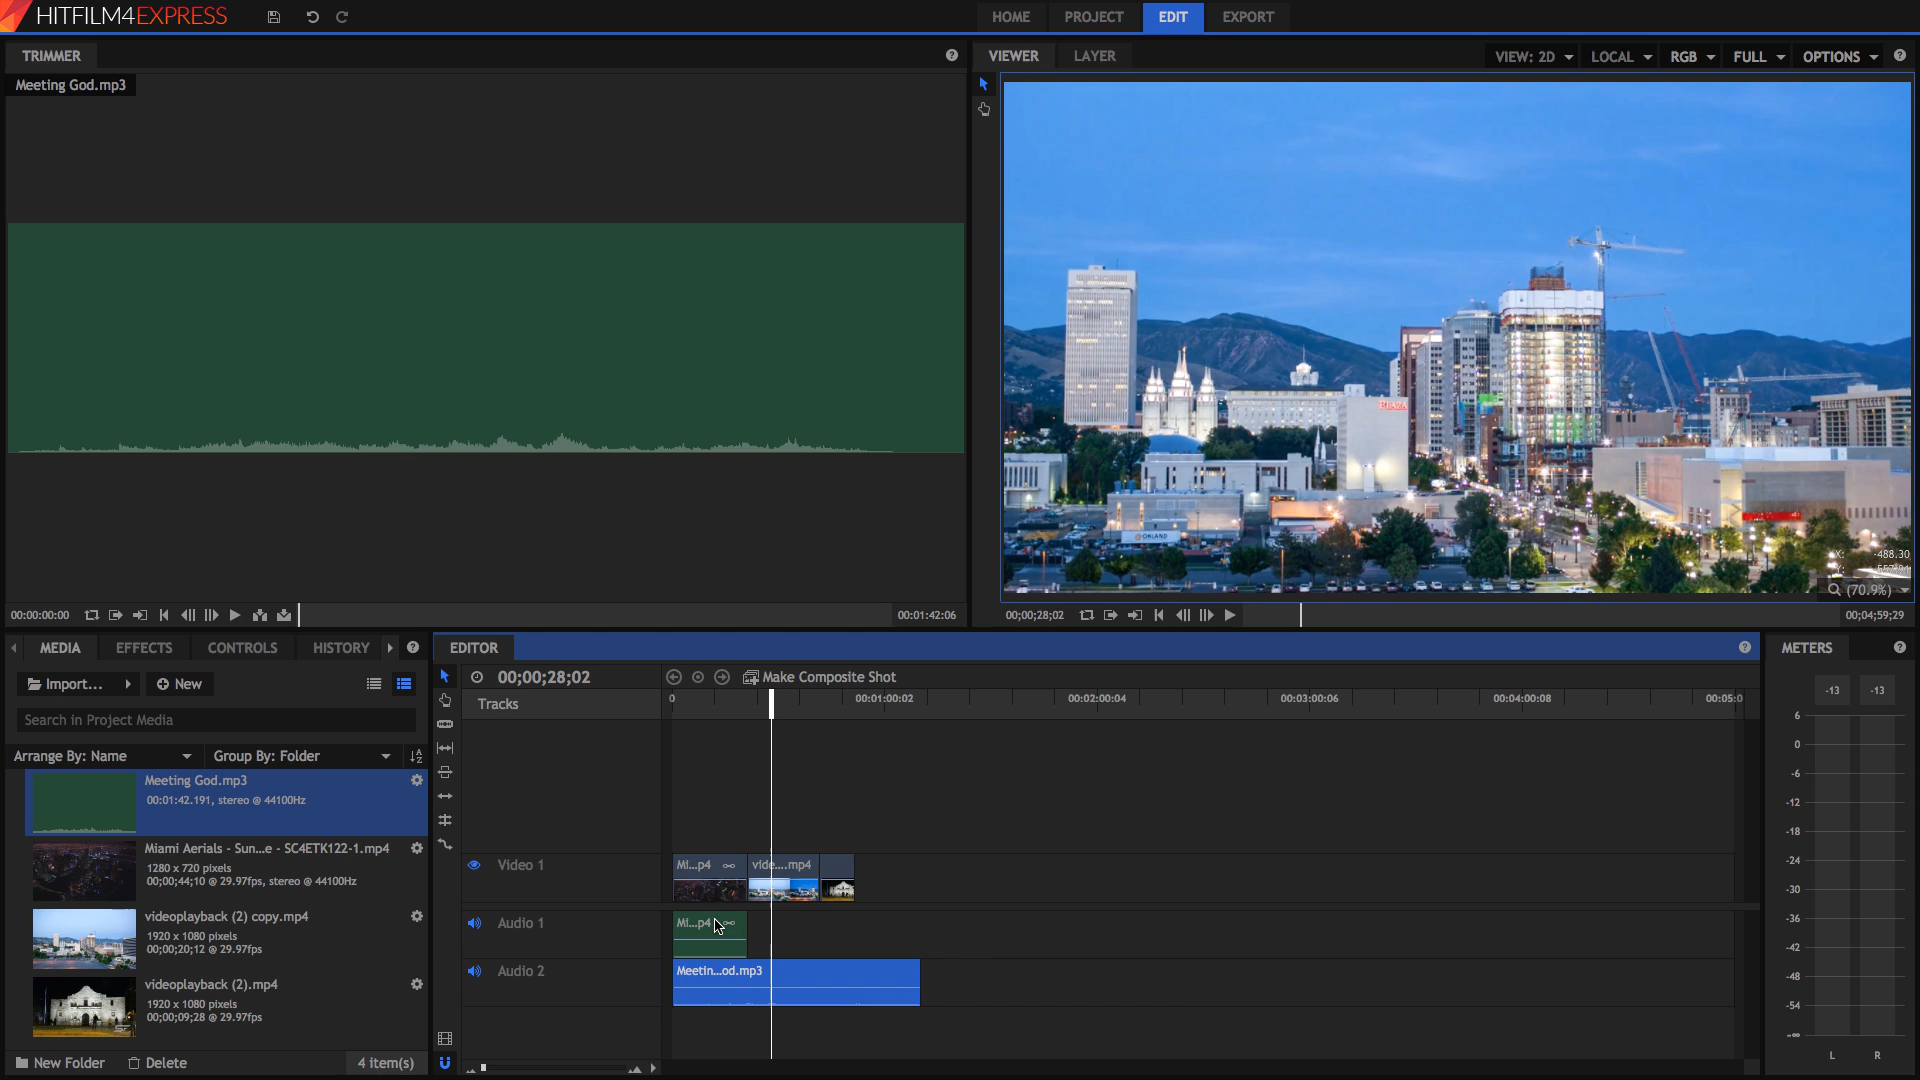 HITFILM4EXPRESS
HOME PROJECT EDIT EXPORT
TRIMMER
Meeting God.mp3
00:00:00:00
00:01:42:06
VIEWER LAYER
VIEW: 2D LOCAL RGB FULL OPTIONS
PLAZA
X: -488.30
(70.9%)
00;00;28;02
00;04;59;29
MEDIA EFFECTS CONTROLS HISTORY
Import... New
Search in Project Media
Arrange By: Name Group By: Folder
Meeting God.mp3
00:01:42.191, stereo @ 44100Hz
Miami Aerials - Sun...e - SC4ETK122-1.mp4
1280 x 720 pixels
00;00;44;10 @ 29.97fps, stereo @ 44100Hz
videoplayback (2) copy.mp4
1920 x 1080 pixels
00;00;20;12 @ 29.97fps
videoplayback (2).mp4
1920 x 1080 pixels
00;00;09;28 @ 29.97fps
New Folder Delete 4 item(s)
EDITOR
00;00;28;02
Make Composite Shot
Tracks
0 00:01:00:02 00:02:00:04 00:03:00:06 00:04:00:08 00:05:0
Video 1
Mi...p4 vide....mp4
Audio 1
Mi...p4
Audio 2
Meetin...od.mp3
METERS
-13 -13
6
0
-6
-12
-18
-24
-30
-36
-42
-48
-54
-∞
L R